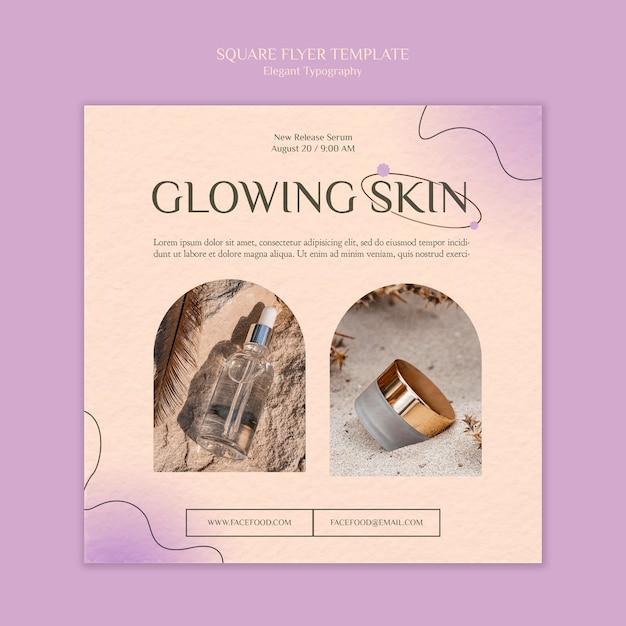 SQUARE FLYER TEMPLATE
Elegant Typography
New Release Serum
August 20 / 9:00 AM
GLOWING SKIN
Lorem ipsum dolor sit amet, consectetur adipisicing elit, sed do eiusmod tempor incidi-
dunt ut labore et dolore magna aliqua. Ut enim ad minim veniam, quis nostrud exerci-
WWW.FACEFOOD.COM
FACEFOOD@EMAIL.COM